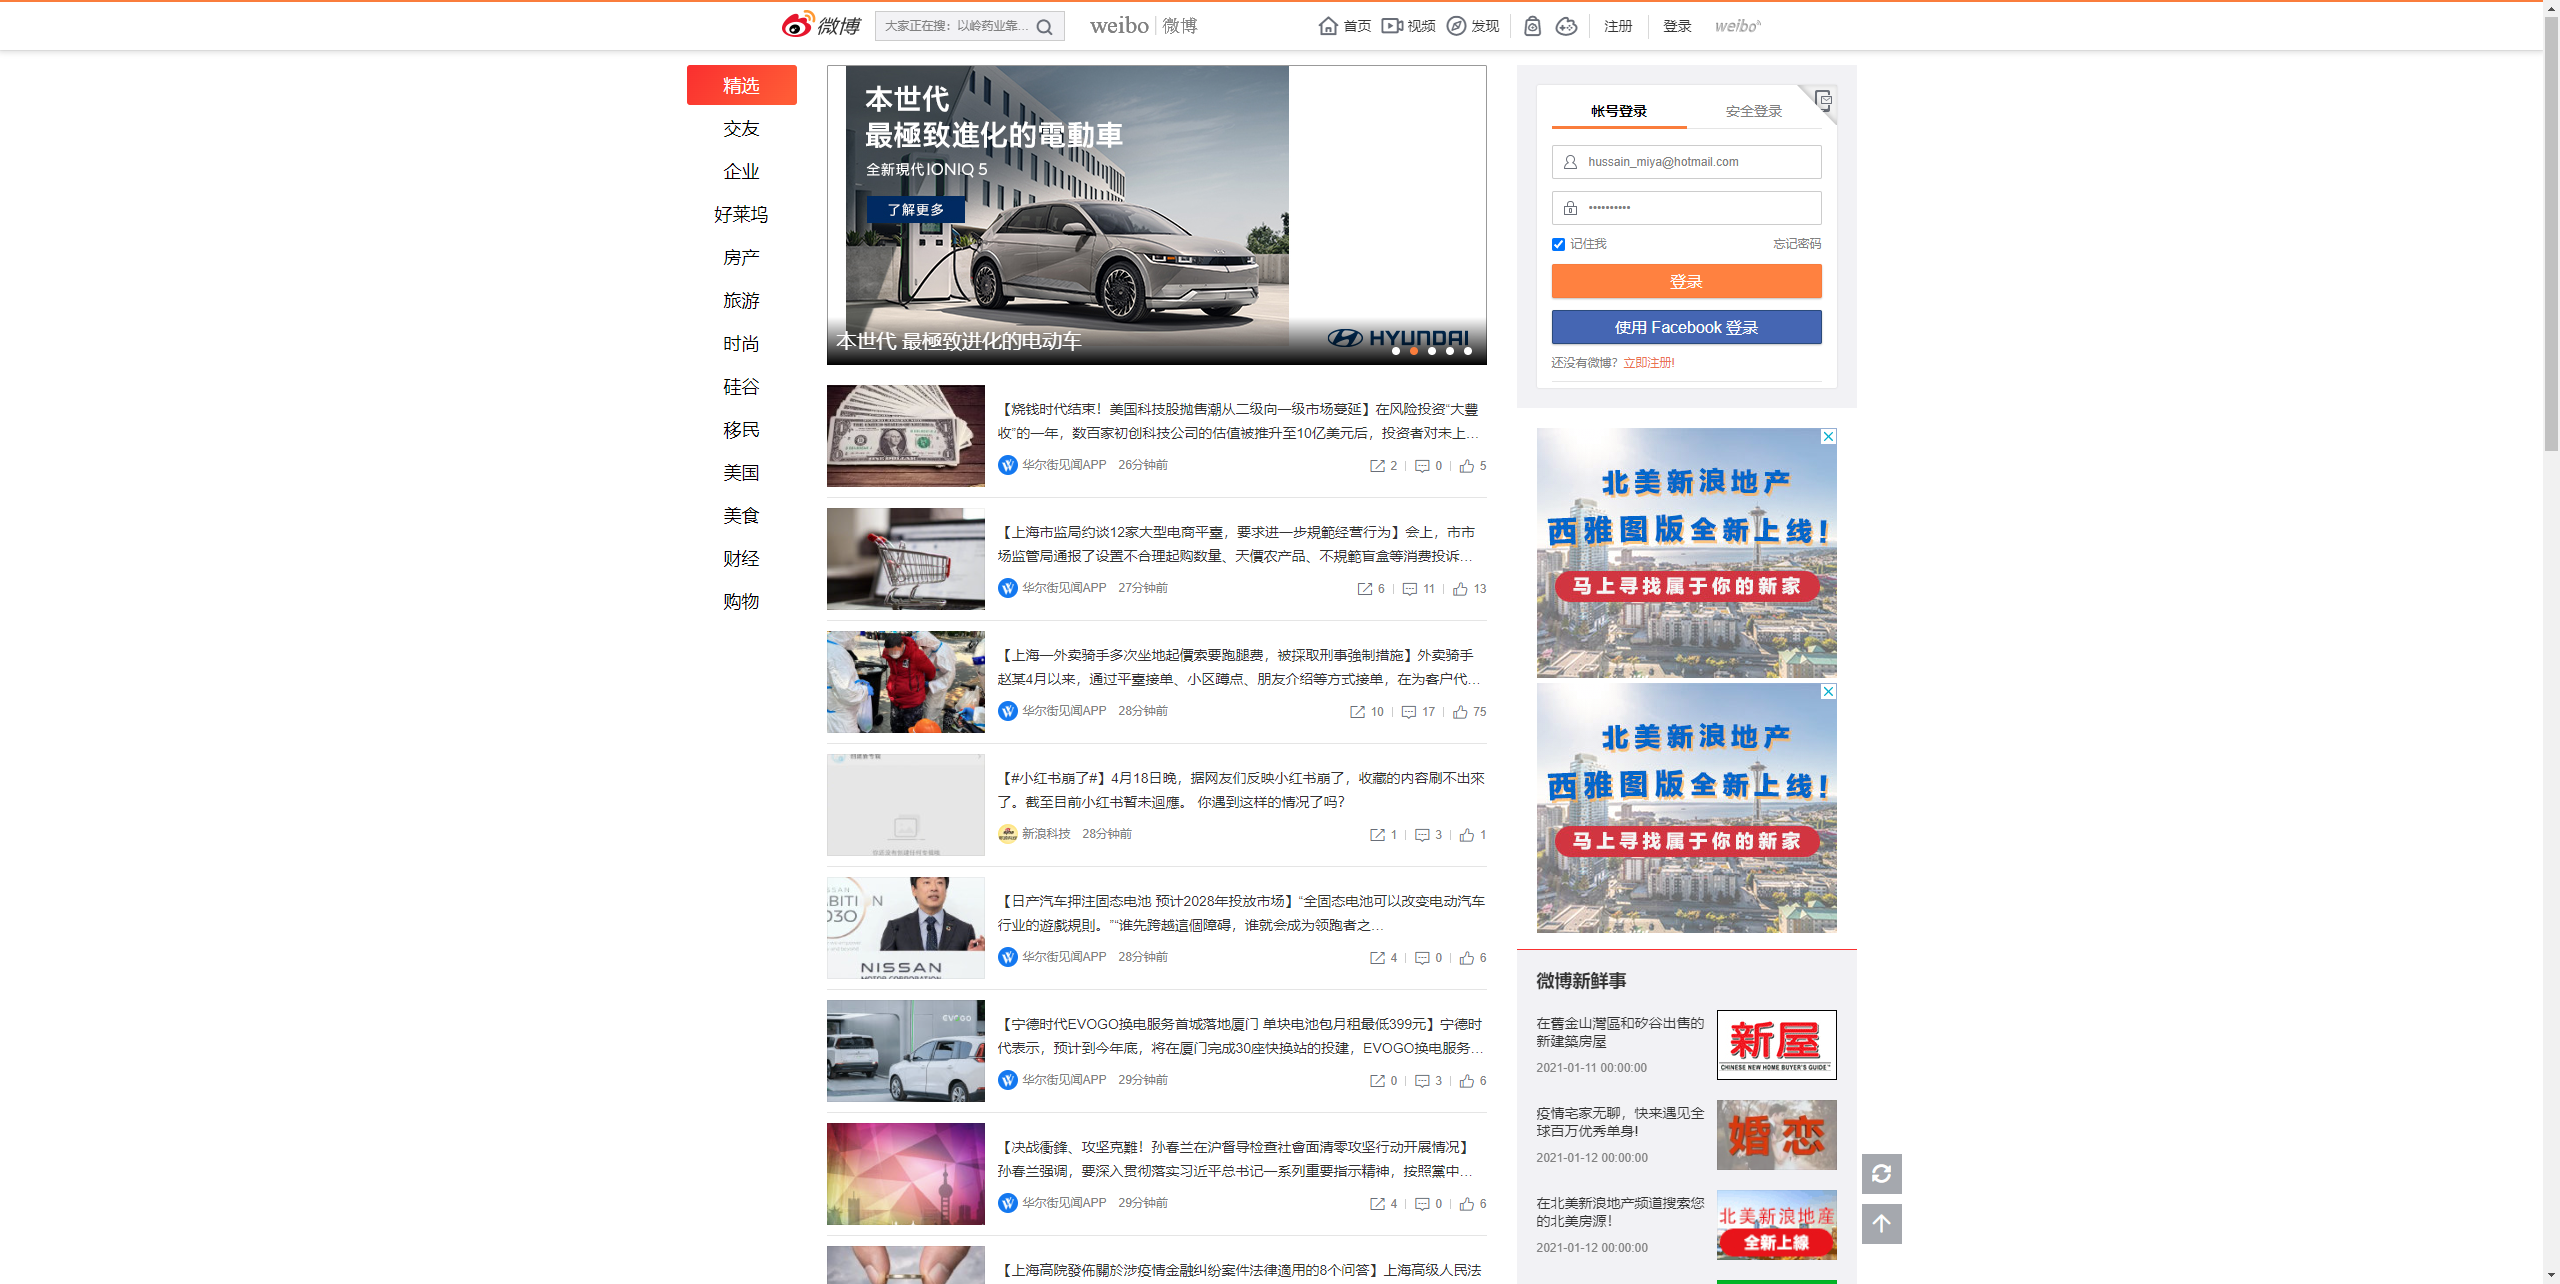 微博
大家正在搜：以岭药业靠...
weibo | 微博
首页
视频
发现
注册
登录
weibo
精选
交友
企业
好莱坞
房产
旅游
时尚
硅谷
移民
美国
美食
财经
购物
本世代
最極致進化的電動車
全新現代 IONIQ 5
了解更多
HYUNDAI
本世代 最極致进化的电动车
【烧钱时代结束！美国科技股抛售潮从二级向一级市场蔓延】在风险投资“大豐
收”的一年，数百家初创科技公司的估值被推升至10亿美元后，投资者对未上...
华尔街见闻APP 26分钟前 2 0 5
【上海市监局约谈12家大型电商平臺，要求进一步規範经营行为】会上，市市
场监管局通报了设置不合理起购数量、天價农产品、不規範盲盒等消费投诉...
华尔街见闻APP 27分钟前 6 11 13
【上海一外卖骑手多次坐地起價索要跑腿费，被採取刑事強制措施】外卖骑手
赵某4月以来，通过平臺接单、小区蹲点、朋友介绍等方式接单，在为客户代...
华尔街见闻APP 28分钟前 10 17 75
【#小红书崩了#】4月18日晚，据网友们反映小红书崩了，收藏的内容刷不出來
了。截至目前小红书暂未迴應。 你遇到这样的情况了吗？
新浪科技 28分钟前 1 3 1
【日产汽车押注固态电池 预计2028年投放市场】“全固态电池可以改变电动汽车
行业的遊戲規則。”“谁先跨越這個障碍，谁就会成为领跑者之...
华尔街见闻APP 28分钟前 4 0 6
NISSAN
MOTOR CORPORATION
【宁德时代EVOGO换电服务首城落地厦门 单块电池包月租最低399元】宁德时
代表示，预计到今年底，将在厦门完成30座快换站的投建，EVOGO换电服务...
华尔街见闻APP 29分钟前 0 3 6
EVOGO
【决战衝鋒、攻坚克難！孙春兰在沪督导检查社會面清零攻坚行动开展情况】
孙春兰强调，要深入贯彻落实习近平总书记一系列重要指示精神，按照黨中...
华尔街见闻APP 29分钟前 4 0 6
【上海高院發佈關於涉疫情金融纠纷案件法律適用的8个问答】上海高级人民法
帐号登录
安全登录
hussain_miya@hotmail.com
••••••••••
记住我
忘记密码
登录
使用 Facebook 登录
还没有微博？立即注册!
北美新浪地产
西雅图版全新上线！
马上寻找属于你的新家
北美新浪地产
西雅图版全新上线！
马上寻找属于你的新家
微博新鲜事
在舊金山灣區和矽谷出售的
新建築房屋
2021-01-11 00:00:00
新屋
CHINESE NEW HOME BUYER'S GUIDE
疫情宅家无聊，快来遇见全
球百万优秀单身!
2021-01-12 00:00:00
婚恋
在北美新浪地产频道搜索您
的北美房源！
2021-01-12 00:00:00
北美新浪地産
全新上線